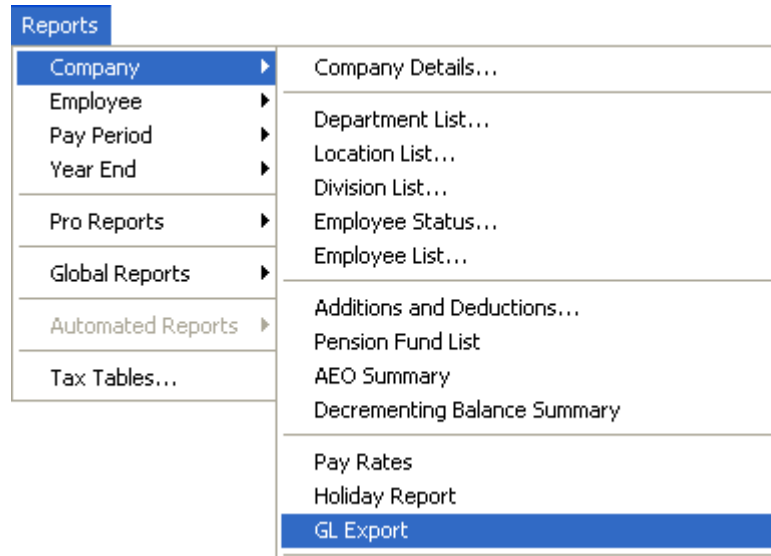 Reports
Company
Employee
Pay Period
Year End
Pro Reports
Global Reports
Automated Reports
Tax Tables...
Company Details...
Department List...
Location List...
Division List...
Employee Status...
Employee List...
Additions and Deductions...
Pension Fund List
AEO Summary
Decrementing Balance Summary
Pay Rates
Holiday Report
GL Export